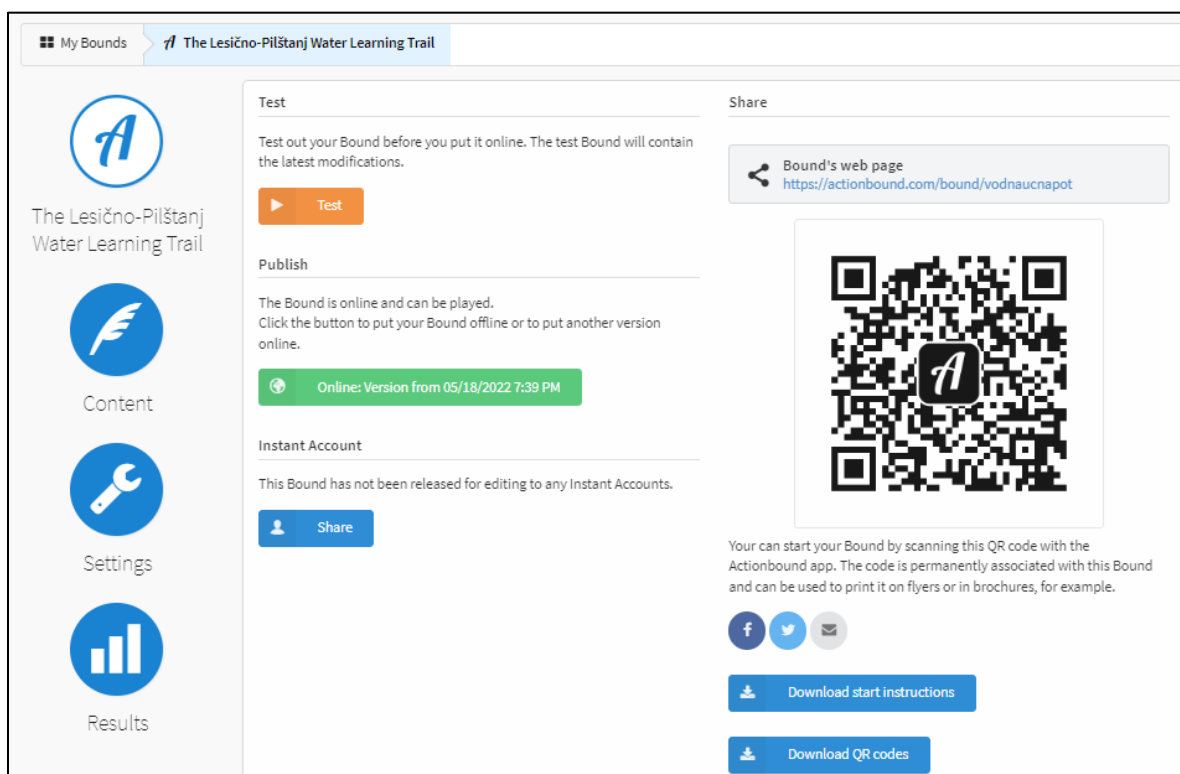 My Bounds
The Lesično-Pilštanj Water Learning Trail
The Lesično-Pilštanj
Water Learning Trail
Content
Settings
Results
Test
Test out your Bound before you put it online. The test Bound will contain
the latest modifications.
Test
Publish
The Bound is online and can be played.
Click the button to put your Bound offline or to put another version
online.
Online: Version from 05/18/2022 7:39 PM
Instant Account
This Bound has not been released for editing to any Instant Accounts.
Share
Share
Bound's web page
https://actionbound.com/bound/vodnaucnapot
Your can start your Bound by scanning this QR code with the
Actionbound app. The code is permanently associated with this Bound
and can be used to print it on flyers or in brochures, for example.
Download start instructions
Download QR codes